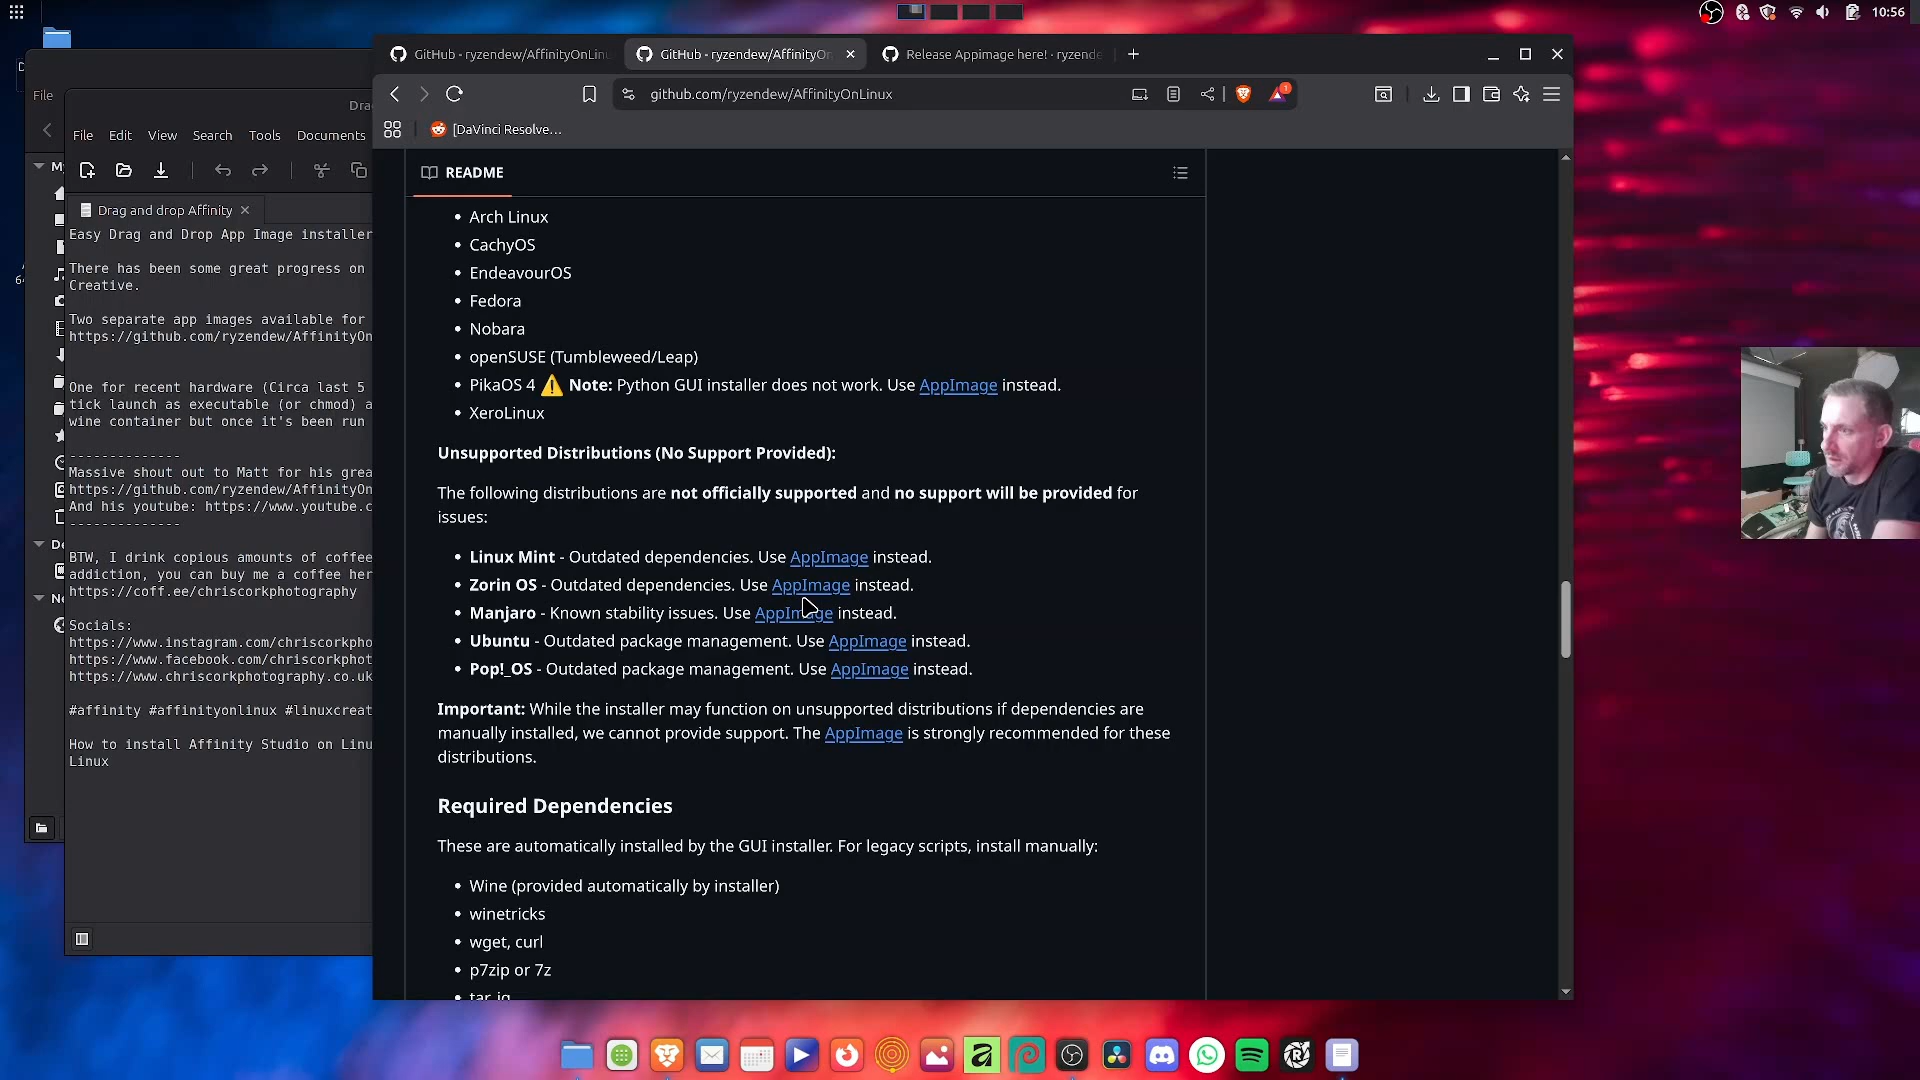 10:56
GitHub - ryzendew/AffinityOnLinu
GitHub - ryzendew/AffinityO
Release Appimage here! · ryzende
github.com/ryzendew/AffinityOnLinux
1
[DaVinci Resolve...
File
Drag
File Edit View Search Tools Documents
Drag and drop Affinity
Easy Drag and Drop App Image installer
There has been some great progress on
Creative.
Two separate app images available for
https://github.com/ryzendew/AffinityOn
One for recent hardware (Circa last 5
tick launch as executable (or chmod) a
wine container but once it's been run
--------------
Massive shout out to Matt for his grea
https://github.com/ryzendew/AffinityOn
And his youtube: https://www.youtube.c
--------------
BTW, I drink copious amounts of coffee
addiction, you can buy me a coffee her
https://coff.ee/chriscorkphotography
Socials:
https://www.instagram.com/chriscorkpho
https://www.facebook.com/chriscorkphot
https://www.chriscorkphotography.co.uk
#affinity #affinityonlinux #linuxcreat
How to install Affinity Studio on Linu
Linux
README
• Arch Linux
• CachyOS
• EndeavourOS
• Fedora
• Nobara
• openSUSE (Tumbleweed/Leap)
• PikaOS 4 ⚠️ Note: Python GUI installer does not work. Use AppImage instead.
• XeroLinux
Unsupported Distributions (No Support Provided):
The following distributions are not officially supported and no support will be provided for
issues:
• Linux Mint - Outdated dependencies. Use AppImage instead.
• Zorin OS - Outdated dependencies. Use AppImage instead.
• Manjaro - Known stability issues. Use AppImage instead.
• Ubuntu - Outdated package management. Use AppImage instead.
• Pop!_OS - Outdated package management. Use AppImage instead.
Important: While the installer may function on unsupported distributions if dependencies are
manually installed, we cannot provide support. The AppImage is strongly recommended for these
distributions.
Required Dependencies
These are automatically installed by the GUI installer. For legacy scripts, install manually:
• Wine (provided automatically by installer)
• winetricks
• wget, curl
• p7zip or 7z
• tar, jq